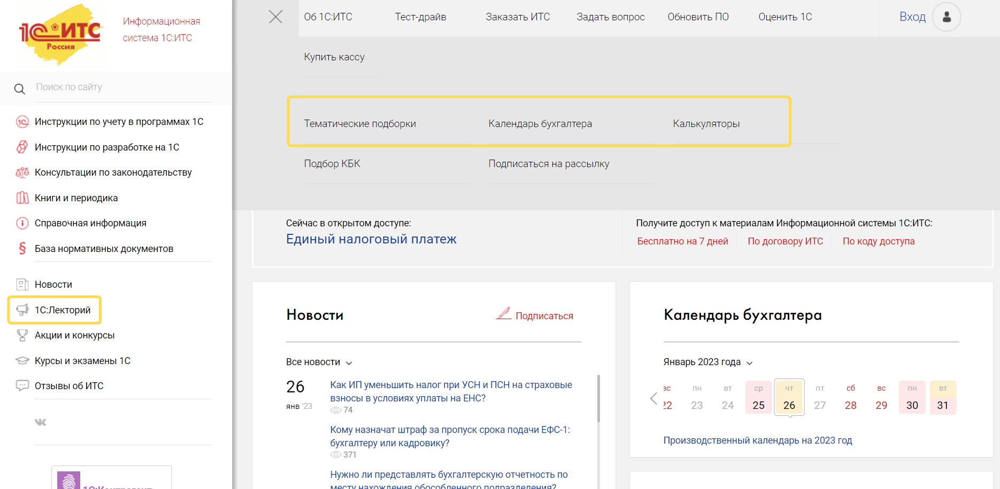 1С ИТС
Россия
Информационная
система 1С:ИТС
Поиск по сайту
Инструкции по учету в программах 1С
Инструкции по разработке на 1С
Консультации по законодательству
Книги и периодика
Справочная информация
База нормативных документов
Новости
1С:Лекторий
Акции и конкурсы
Курсы и экзамены 1С
Отзывы об ИТС
Об 1С:ИТС
Тест-драйв
Заказать ИТС
Задать вопрос
Обновить ПО
Оценить 1С
Вход
Купить кассу
Тематические подборки
Календарь бухгалтера
Калькуляторы
Подбор КБК
Подписаться на рассылку
Сейчас в открытом доступе:
Единый налоговый платеж
Получите доступ к материалам Информационной системы 1С:ИТС:
Бесплатно на 7 дней
По договору ИТС
По коду доступа
Новости
Подписаться
Все новости
26
янв '23
Как ИП уменьшить налог при УСН и ПСН на страховые
взносы в условиях уплаты на ЕНС?
74
Кому назначат штраф за пропуск срока подачи ЕФС-1:
бухгалтеру или кадровику?
371
Нужно ли представлять бухгалтерскую отчетность по
месту нахождения обособленного подразделения?
Календарь бухгалтера
Январь 2023 года
вс пн вт ср чт пт сб вс пн вт
22 23 24 25 26 27 28 29 30 31
Производственный календарь на 2023 год